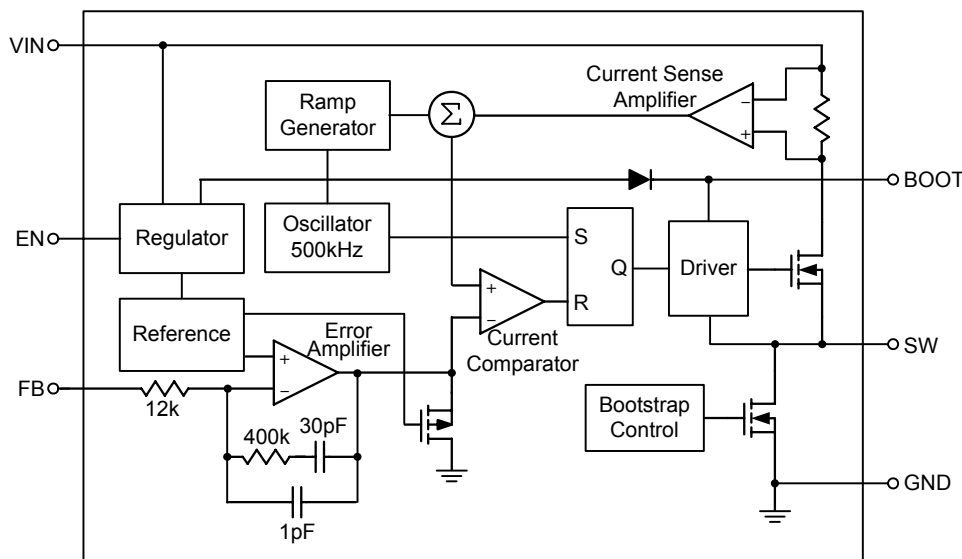 VIN
Current Sense
Amplifier
Ramp
Generator
Σ
−
+
BOOT
EN
Regulator
Oscillator
500kHz
S
Q
R
Driver
+
−
Current
Comparator
Reference
Error
Amplifier
+
−
SW
FB
12k
400k
30pF
1pF
Bootstrap
Control
GND